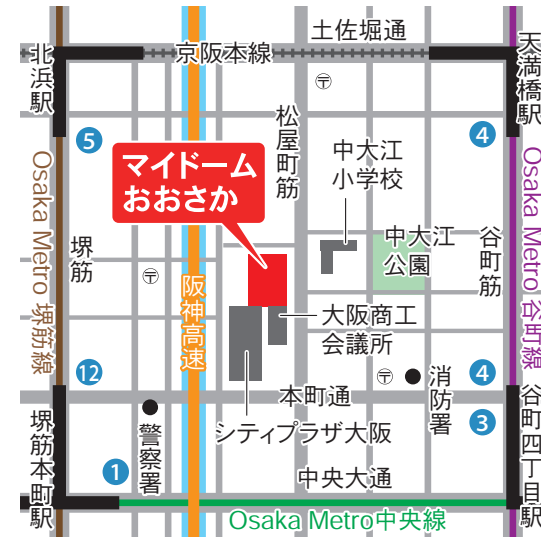 土佐堀通
京阪本線
北浜駅
天満橋駅
〒
松屋町筋
5
4
マイドーム
おおさか
中大江
小学校
Osaka Metro 堺筋線
Osaka Metro 谷町線
堺筋
中大江
公園
谷町筋
〒
阪神高速
大阪商工
会議所
12
〒
消防署
4
本町通
3
警察署
シティプラザ大阪
堺筋本町駅
谷町四丁目駅
1
中央大通
Osaka Metro中央線